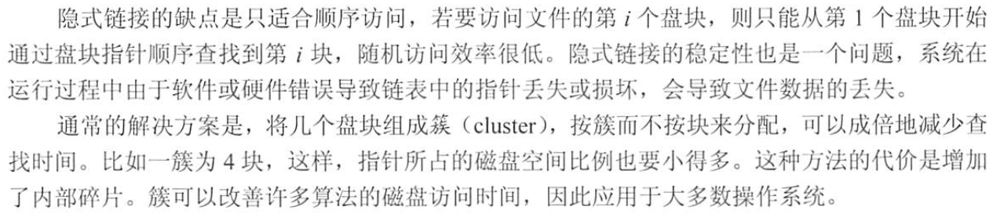 隐式链接的缺点是只适合顺序访问，若要访问文件的第 i 个盘块，则只能从第 1 个盘块开始
通过盘块指针顺序查找到第 i 块，随机访问效率很低。隐式链接的稳定性也是一个问题，系统在
运行过程中由于软件或硬件错误导致链表中的指针丢失或损坏，会导致文件数据的丢失。
通常的解决方案是，将几个盘块组成簇（cluster），按簇而不按块来分配，可以成倍地减少查
找时间。比如一簇为 4 块，这样，指针所占的磁盘空间比例也要小得多。这种方法的代价是增加
了内部碎片。簇可以改善许多算法的磁盘访问时间，因此应用于大多数操作系统。